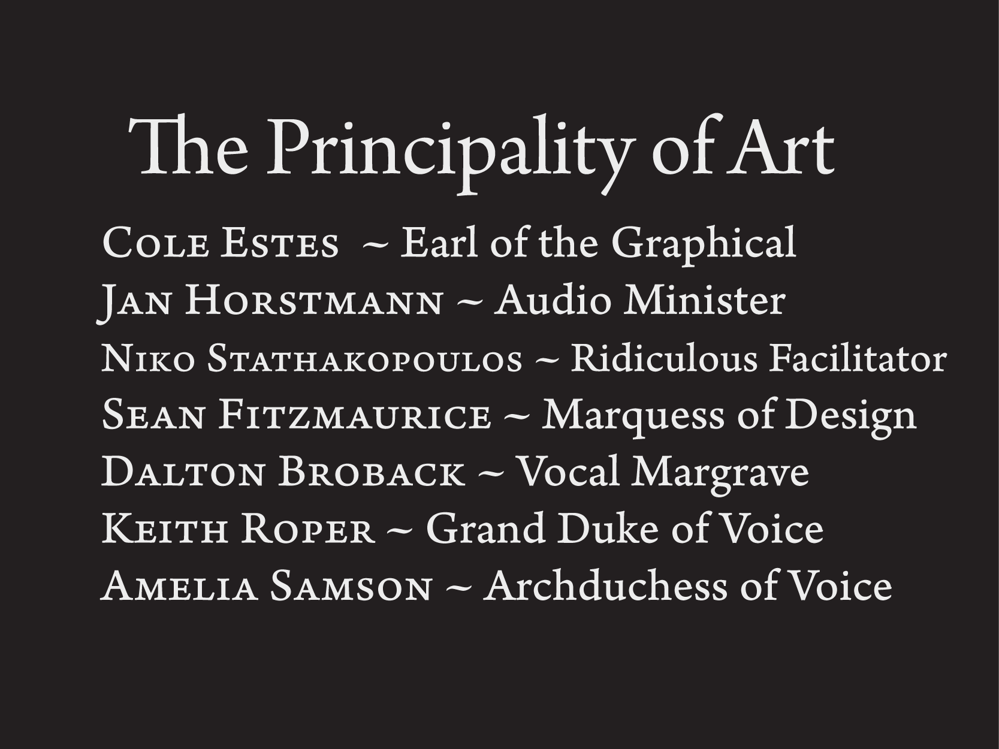 The Principality of Art
Cole Estes ~ Earl of the Graphical
Jan Horstmann ~ Audio Minister
Niko Stathakopoulos ~ Ridiculous Facilitator
Sean Fitzmaurice ~ Marquess of Design
Dalton Broback ~ Vocal Margrave
Keith Roper ~ Grand Duke of Voice
Amelia Samson ~ Archduchess of Voice